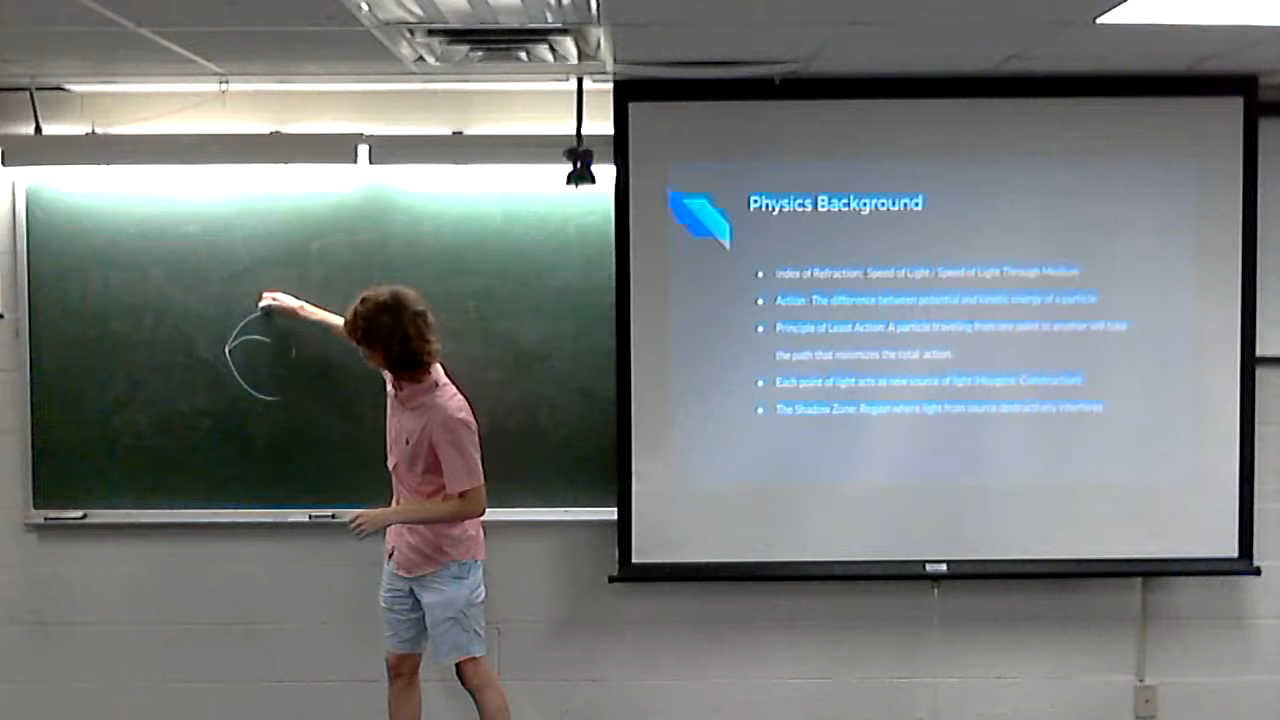 Physics Background
Index of Refraction: Speed of Light / Speed of Light Through Medium
Action: The difference between potential and kinetic energy of a particle
Principle of Least Action: A particle traveling from one point to another will take
the path that minimizes the total action.
Each point of light acts as new source of light (Huygens' Construction)
The Shadow Zone: Region where light from source destructively interferes